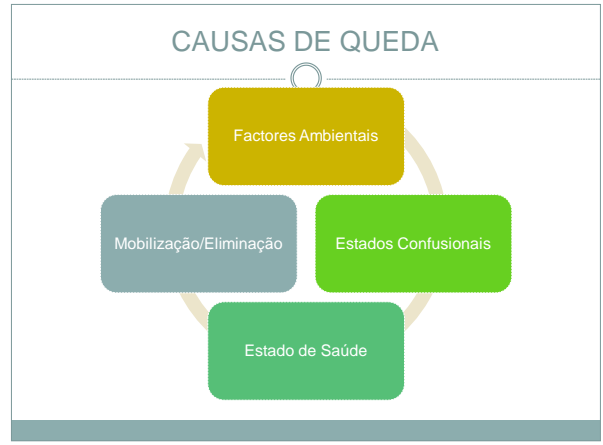 CAUSAS DE QUEDA
Factores Ambientais
Mobilização/Eliminação
Estados Confusionais
Estado de Saúde